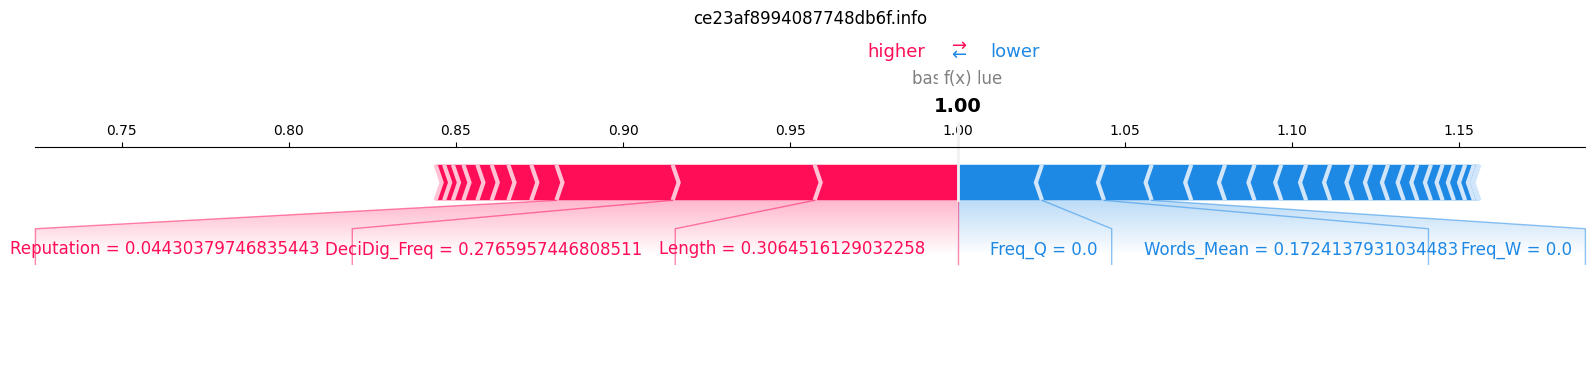 ce23af8994087748db6f.info
higher ⇄ lower
bas f(x) lue
1.00
0.75 0.80 0.85 0.90 0.95 1.00 1.05 1.10 1.15
Reputation = 0.04430379746835443 DeciDig_Freq = 0.2765957446808511 Length = 0.3064516129032258 Freq_Q = 0.0 Words_Mean = 0.1724137931034483 Freq_W = 0.0